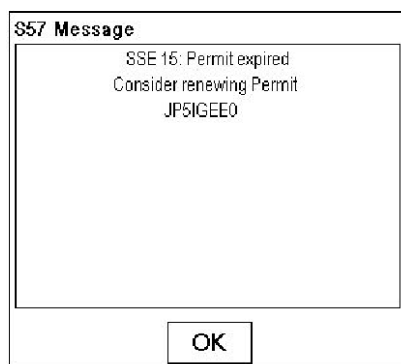 S57 Message
SSE 15: Permit expired
Consider renewing Permit
JP5IGEE0
OK